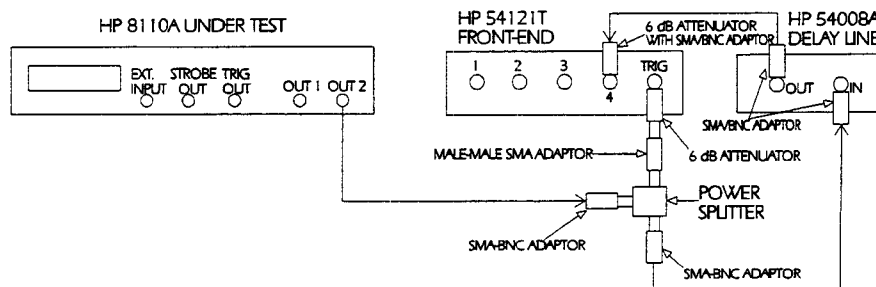 HP 8110A UNDER TEST
HP 54121T
FRONT-END
6 dB ATTENUATOR
WITH SMA/BNC ADAPTOR
HP 54008A
DELAY LINE
EXT.
INPUT
STROBE
OUT
TRIG
OUT
OUT 1
OUT 2
1
2
3
4
TRIG
OUT
IN
SMA/BNC ADAPTOR
MALE-MALE SMA ADAPTOR
6 dB ATTENUATOR
POWER
SPLITTER
SMA-BNC ADAPTOR
SMA-BNC ADAPTOR